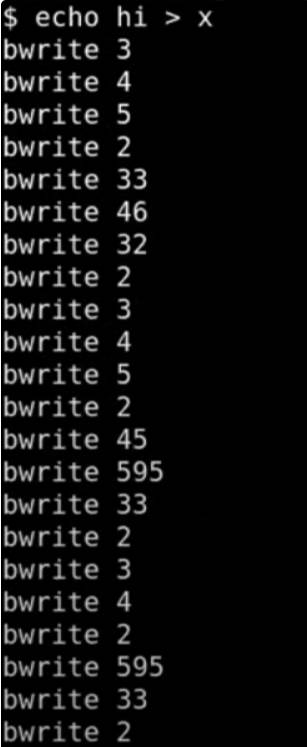 $ echo hi > x
bwrite 3
bwrite 4
bwrite 5
bwrite 2
bwrite 33
bwrite 46
bwrite 32
bwrite 2
bwrite 3
bwrite 4
bwrite 5
bwrite 2
bwrite 45
bwrite 595
bwrite 33
bwrite 2
bwrite 3
bwrite 4
bwrite 2
bwrite 595
bwrite 33
bwrite 2